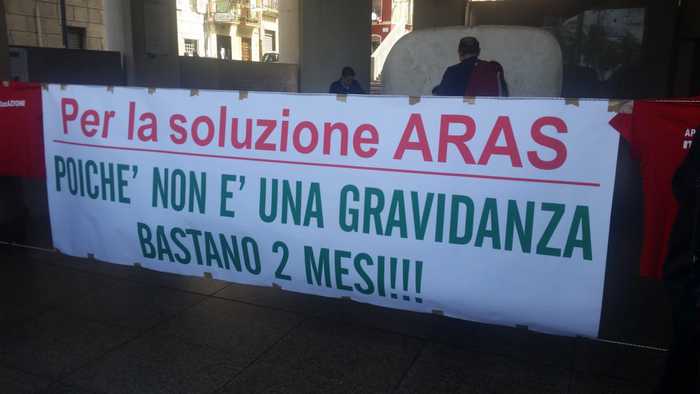 Per la soluzione ARAS
POICHE' NON E' UNA GRAVIDANZA
BASTANO 2 MESI!!!